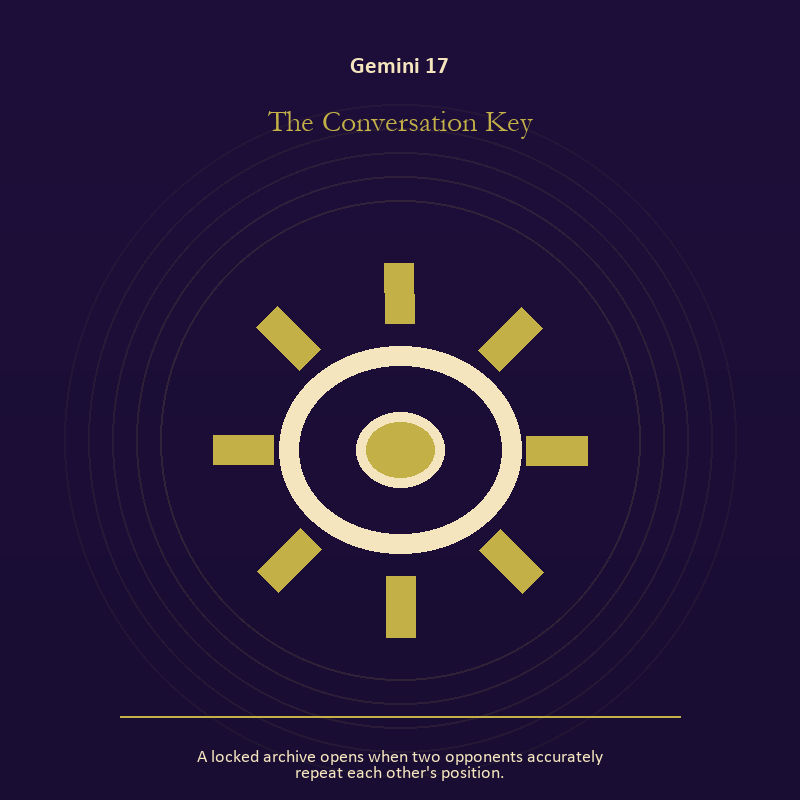 Gemini 17
The Conversation Key
A locked archive opens when two opponents accurately
repeat each other's position.